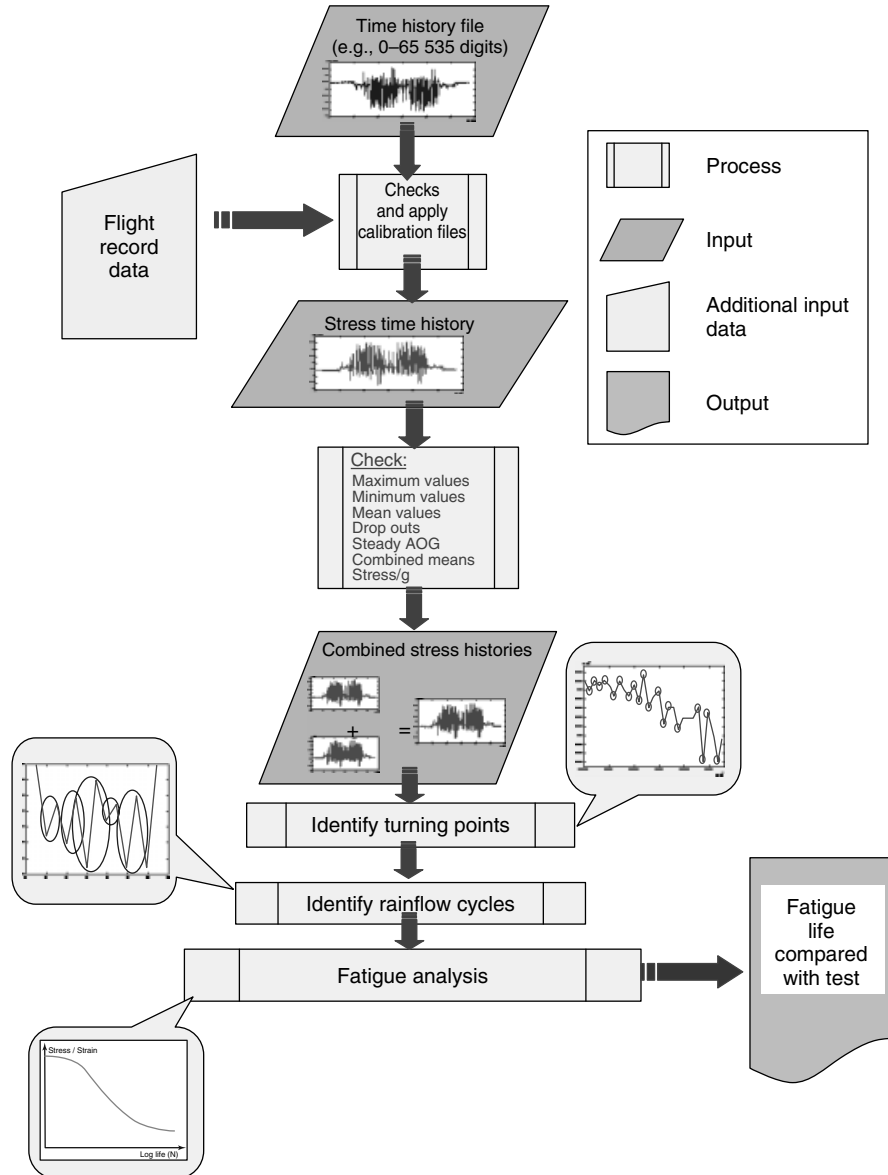 Time history file
(e.g., 0–65 535 digits)
Checks
and apply
calibration files
Flight
record
data
Process
Input
Additional input
data
Output
Stress time history
Check:
Maximum values
Minimum values
Mean values
Drop outs
Steady AOG
Combined means
Stress/g
Combined stress histories
+
=
Identify turning points
Identify rainflow cycles
Fatigue analysis
Fatigue
life
compared
with test
Stress / Strain
Log life (N)